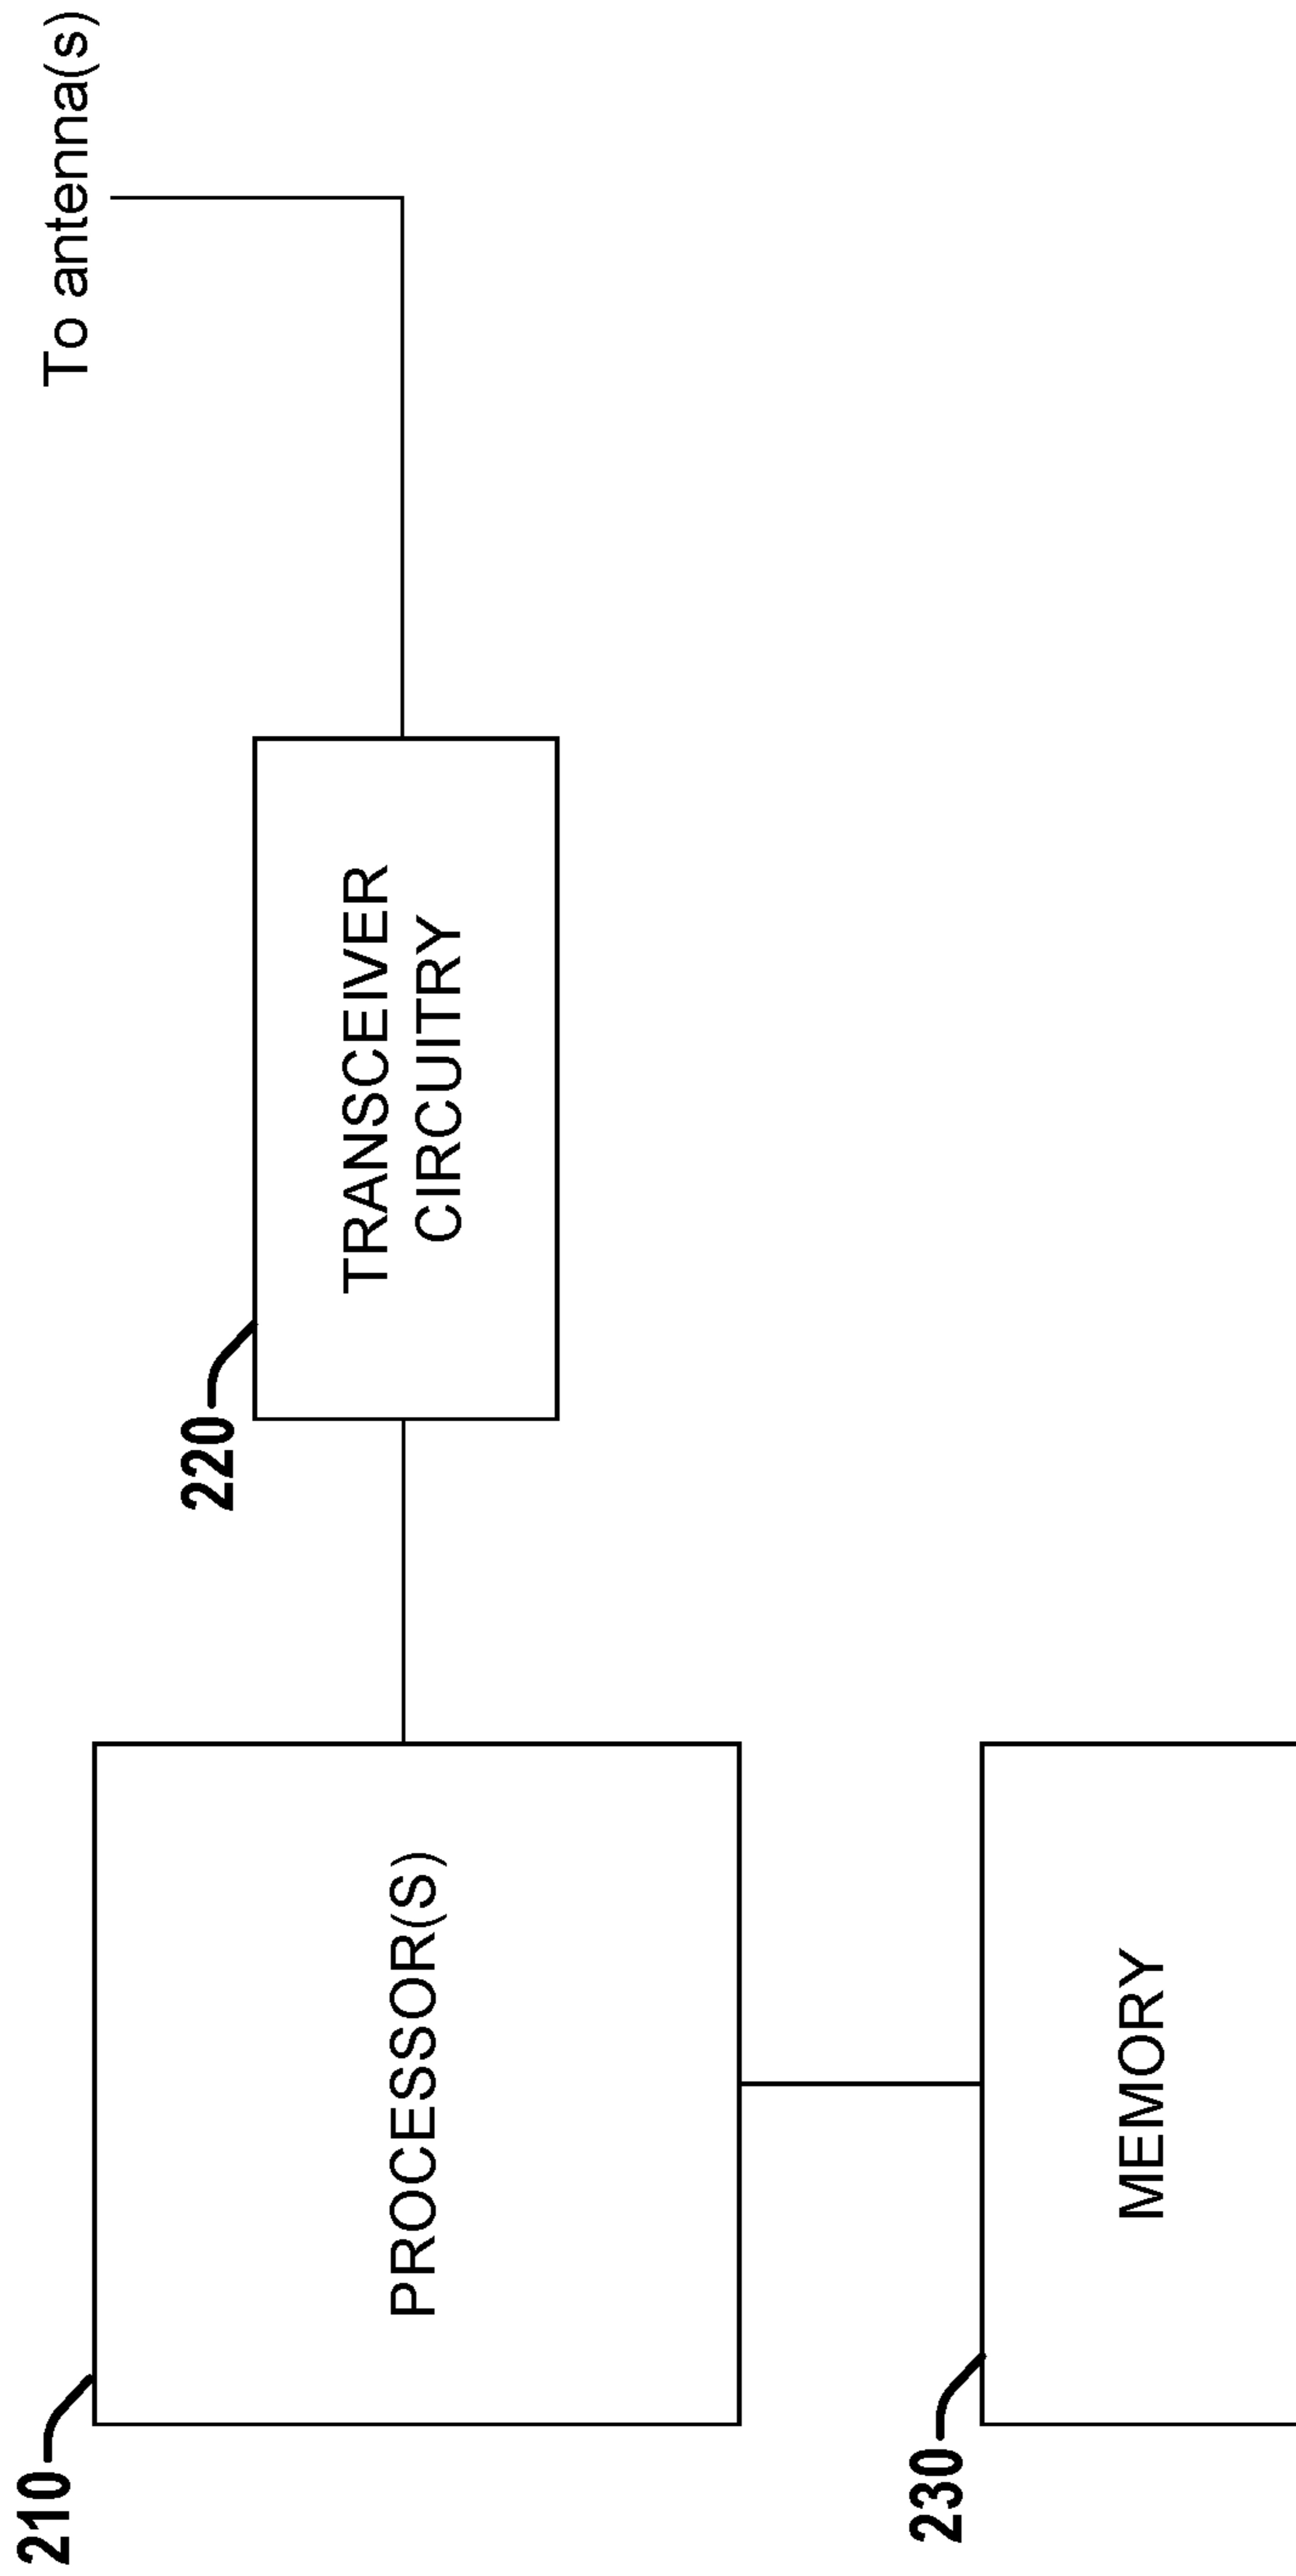 To antenna(s)
210
220
PROCESSOR(S)
TRANSCEIVER
CIRCUITRY
230
MEMORY